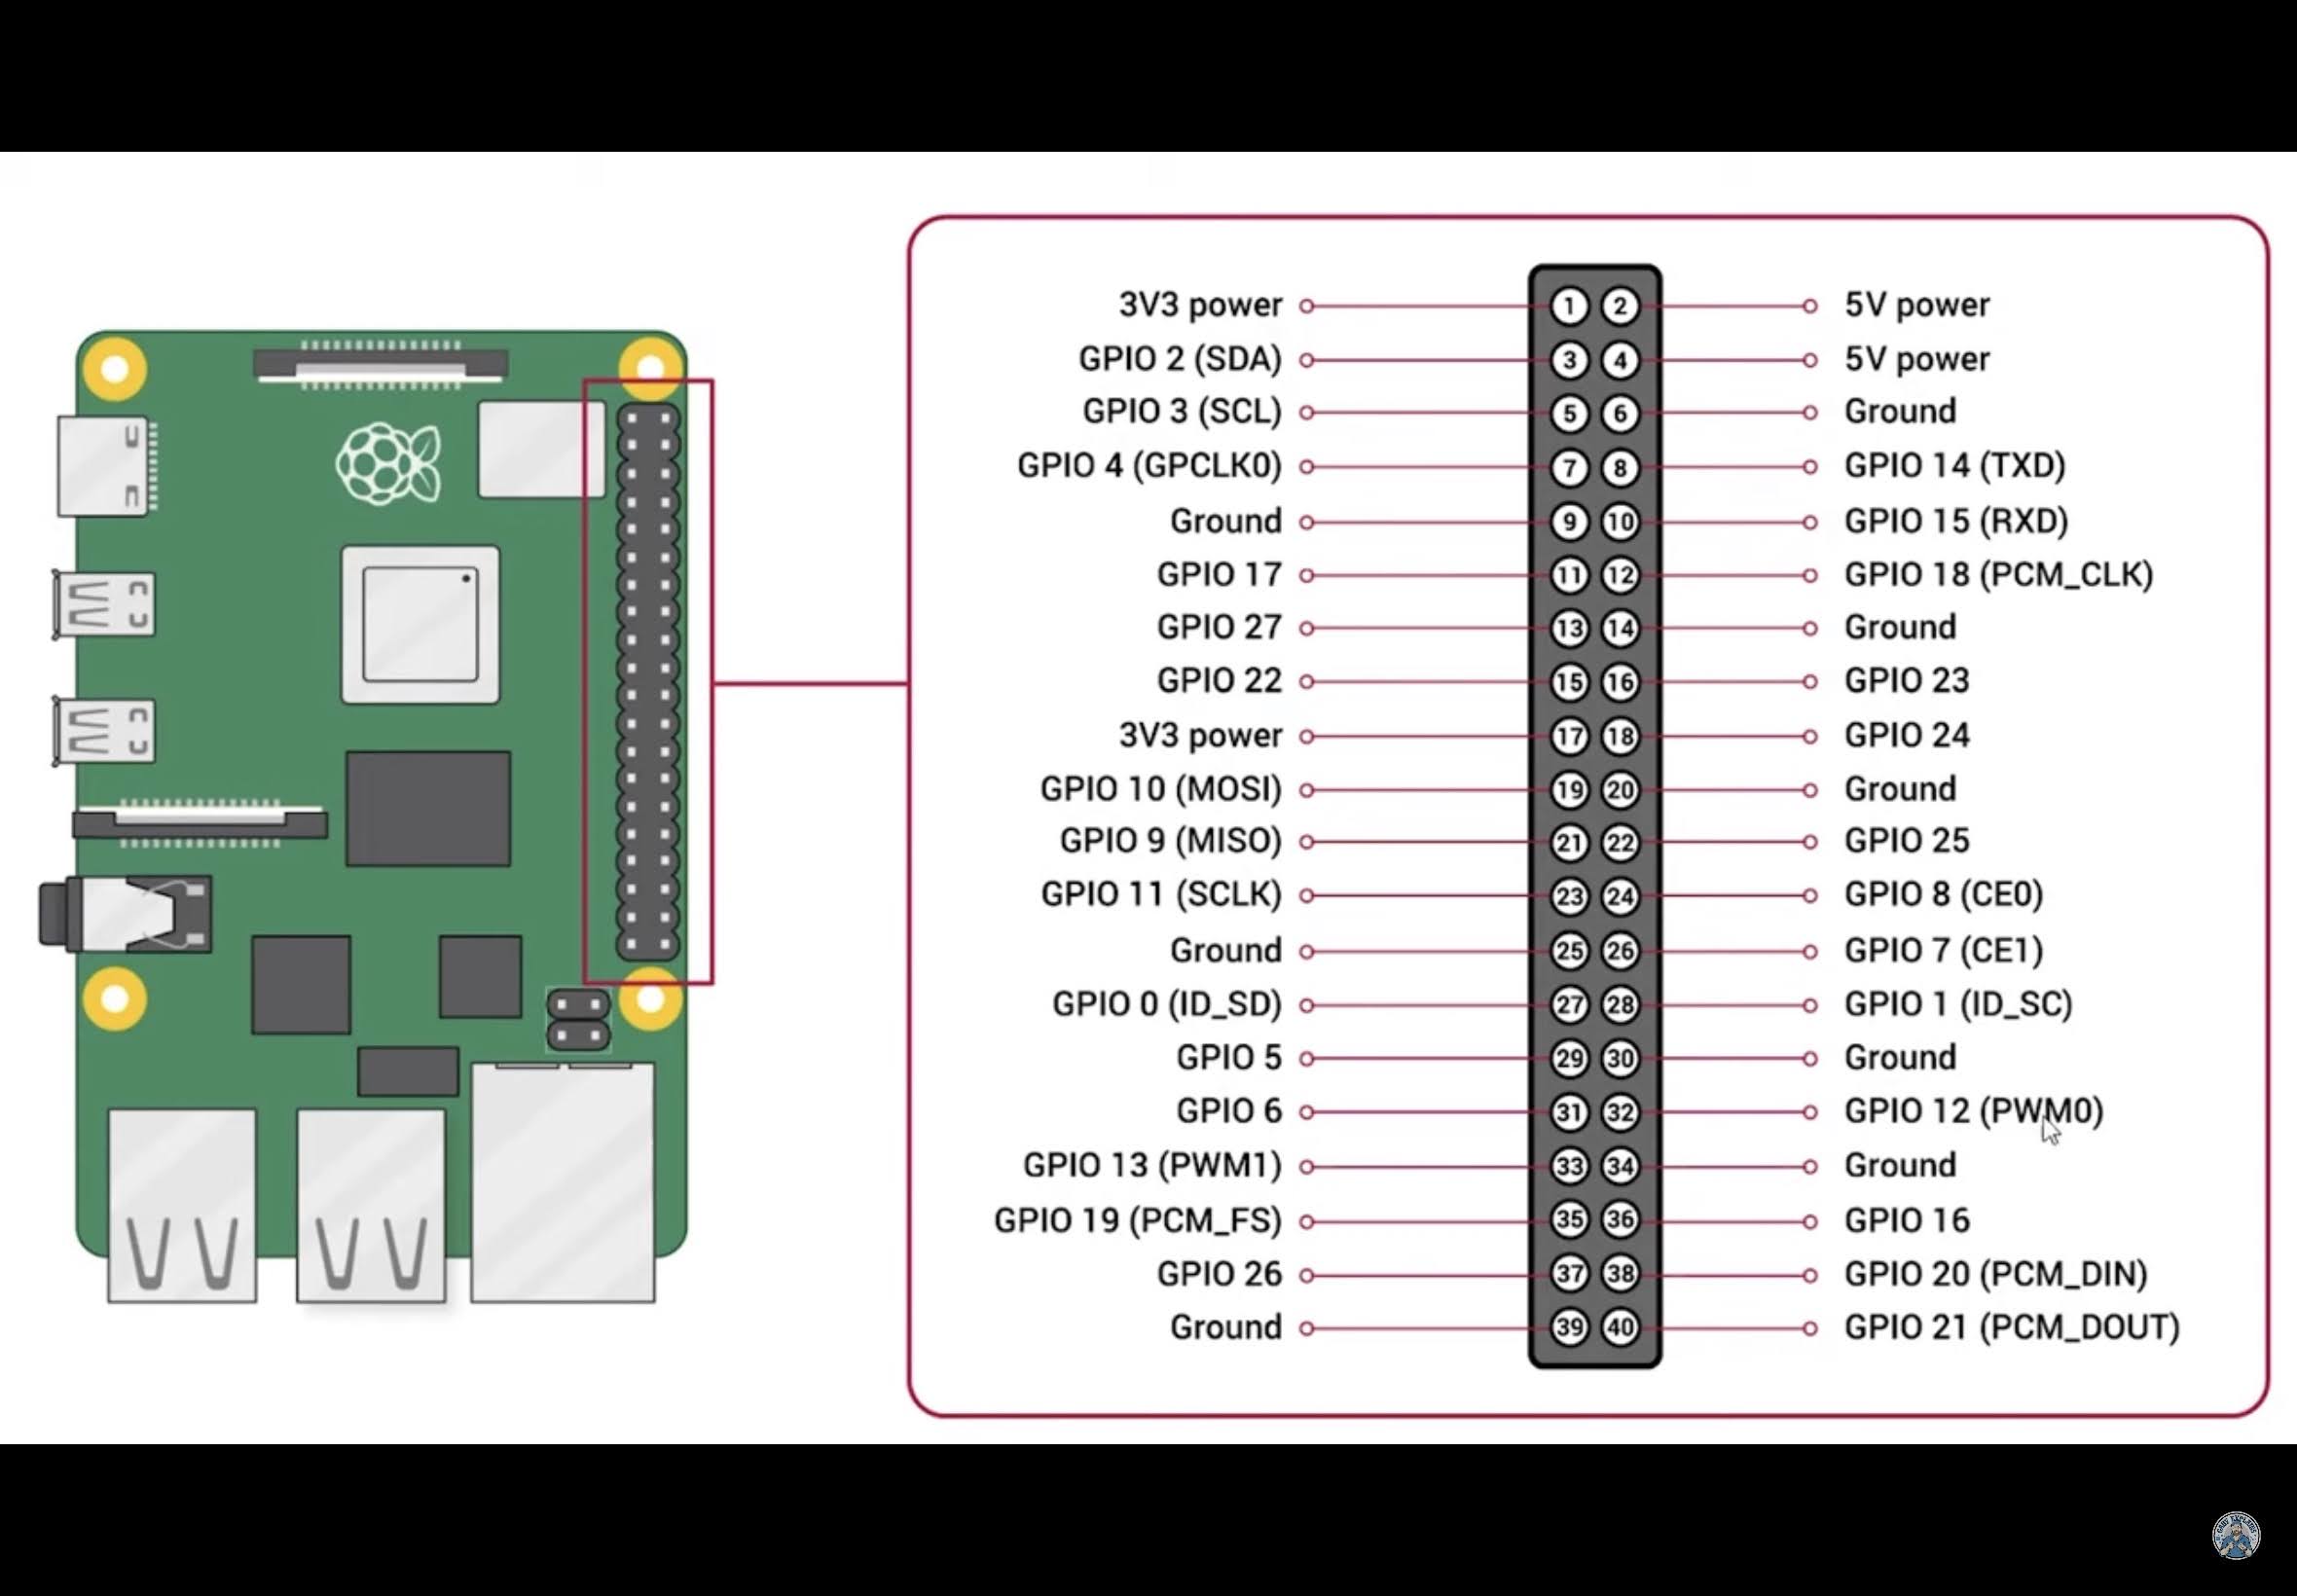 3V3 power 1 2 5V power
GPIO 2 (SDA) 3 4 5V power
GPIO 3 (SCL) 5 6 Ground
GPIO 4 (GPCLK0) 7 8 GPIO 14 (TXD)
Ground 9 10 GPIO 15 (RXD)
GPIO 17 11 12 GPIO 18 (PCM_CLK)
GPIO 27 13 14 Ground
GPIO 22 15 16 GPIO 23
3V3 power 17 18 GPIO 24
GPIO 10 (MOSI) 19 20 Ground
GPIO 9 (MISO) 21 22 GPIO 25
GPIO 11 (SCLK) 23 24 GPIO 8 (CE0)
Ground 25 26 GPIO 7 (CE1)
GPIO 0 (ID_SD) 27 28 GPIO 1 (ID_SC)
GPIO 5 29 30 Ground
GPIO 6 31 32 GPIO 12 (PWM0)
GPIO 13 (PWM1) 33 34 Ground
GPIO 19 (PCM_FS) 35 36 GPIO 16
GPIO 26 37 38 GPIO 20 (PCM_DIN)
Ground 39 40 GPIO 21 (PCM_DOUT)